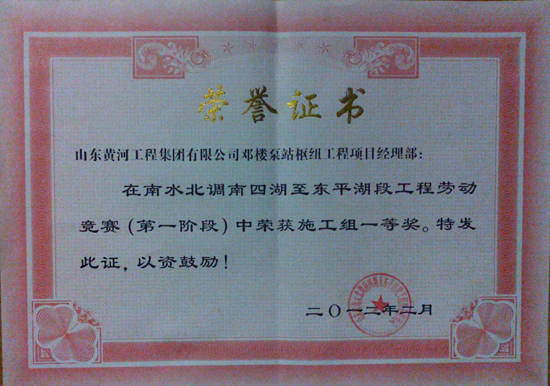 荣誉证书
山东黄河工程集团有限公司邓楼泵站枢纽工程项目经理部：
在南水北调南四湖至东平湖段工程劳动
竞赛（第一阶段）中荣获施工组一等奖。特发
此证，以资鼓励！
二〇一二年二月